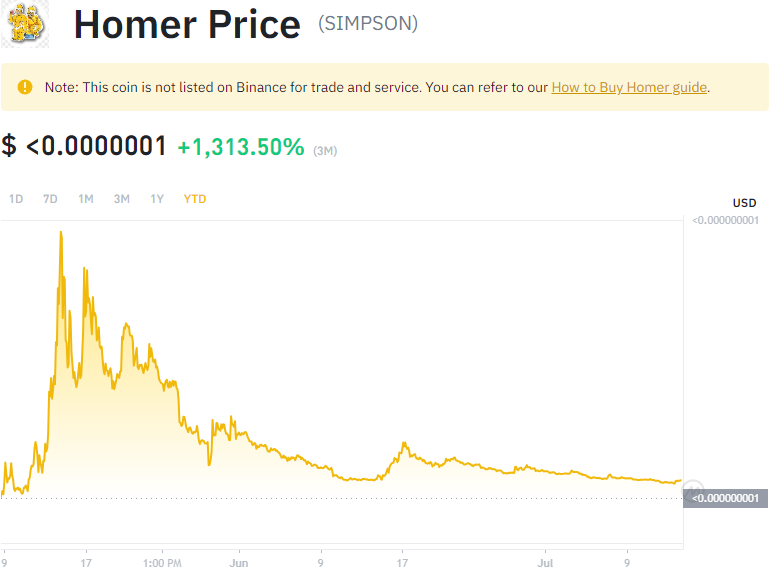 Homer Price (SIMPSON)
Note: This coin is not listed on Binance for trade and service. You can refer to our How to Buy Homer guide.
$ <0.0000001 +1,313.50% (3M)
1D 7D 1M 3M 1Y YTD
USD
<0.000000001
<0.000000001
9 17 1:00 PM Jun 9 17 Jul 9